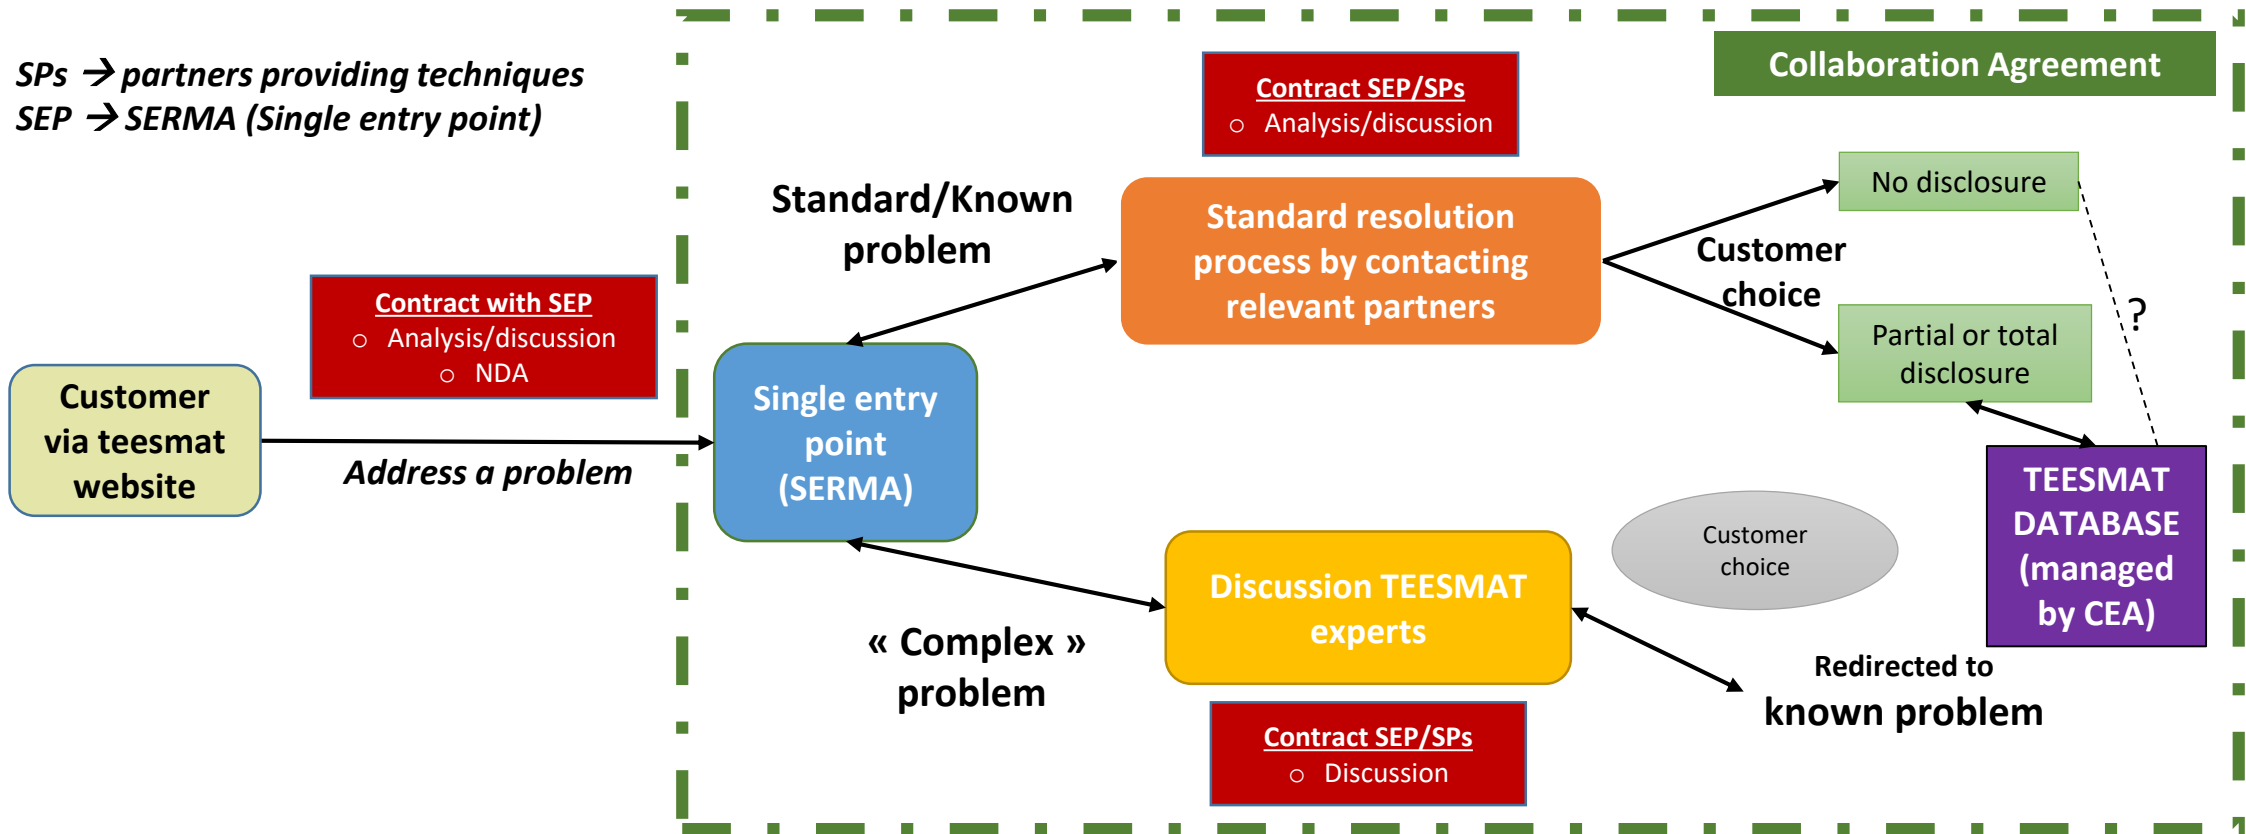 SPs → partners providing techniques
SEP → SERMA (Single entry point)
Collaboration Agreement
Contract SEP/SPs
o Analysis/discussion
Standard/Known
problem
Standard resolution
process by contacting
relevant partners
No disclosure
Customer
choice
?
Partial or total
disclosure
Contract with SEP
o Analysis/discussion
o NDA
Customer
via teesmat
website
Address a problem
Single entry
point
(SERMA)
TEESMAT
DATABASE
(managed
by CEA)
Customer
choice
Discussion TEESMAT
experts
« Complex »
problem
Redirected to
known problem
Contract SEP/SPs
o Discussion